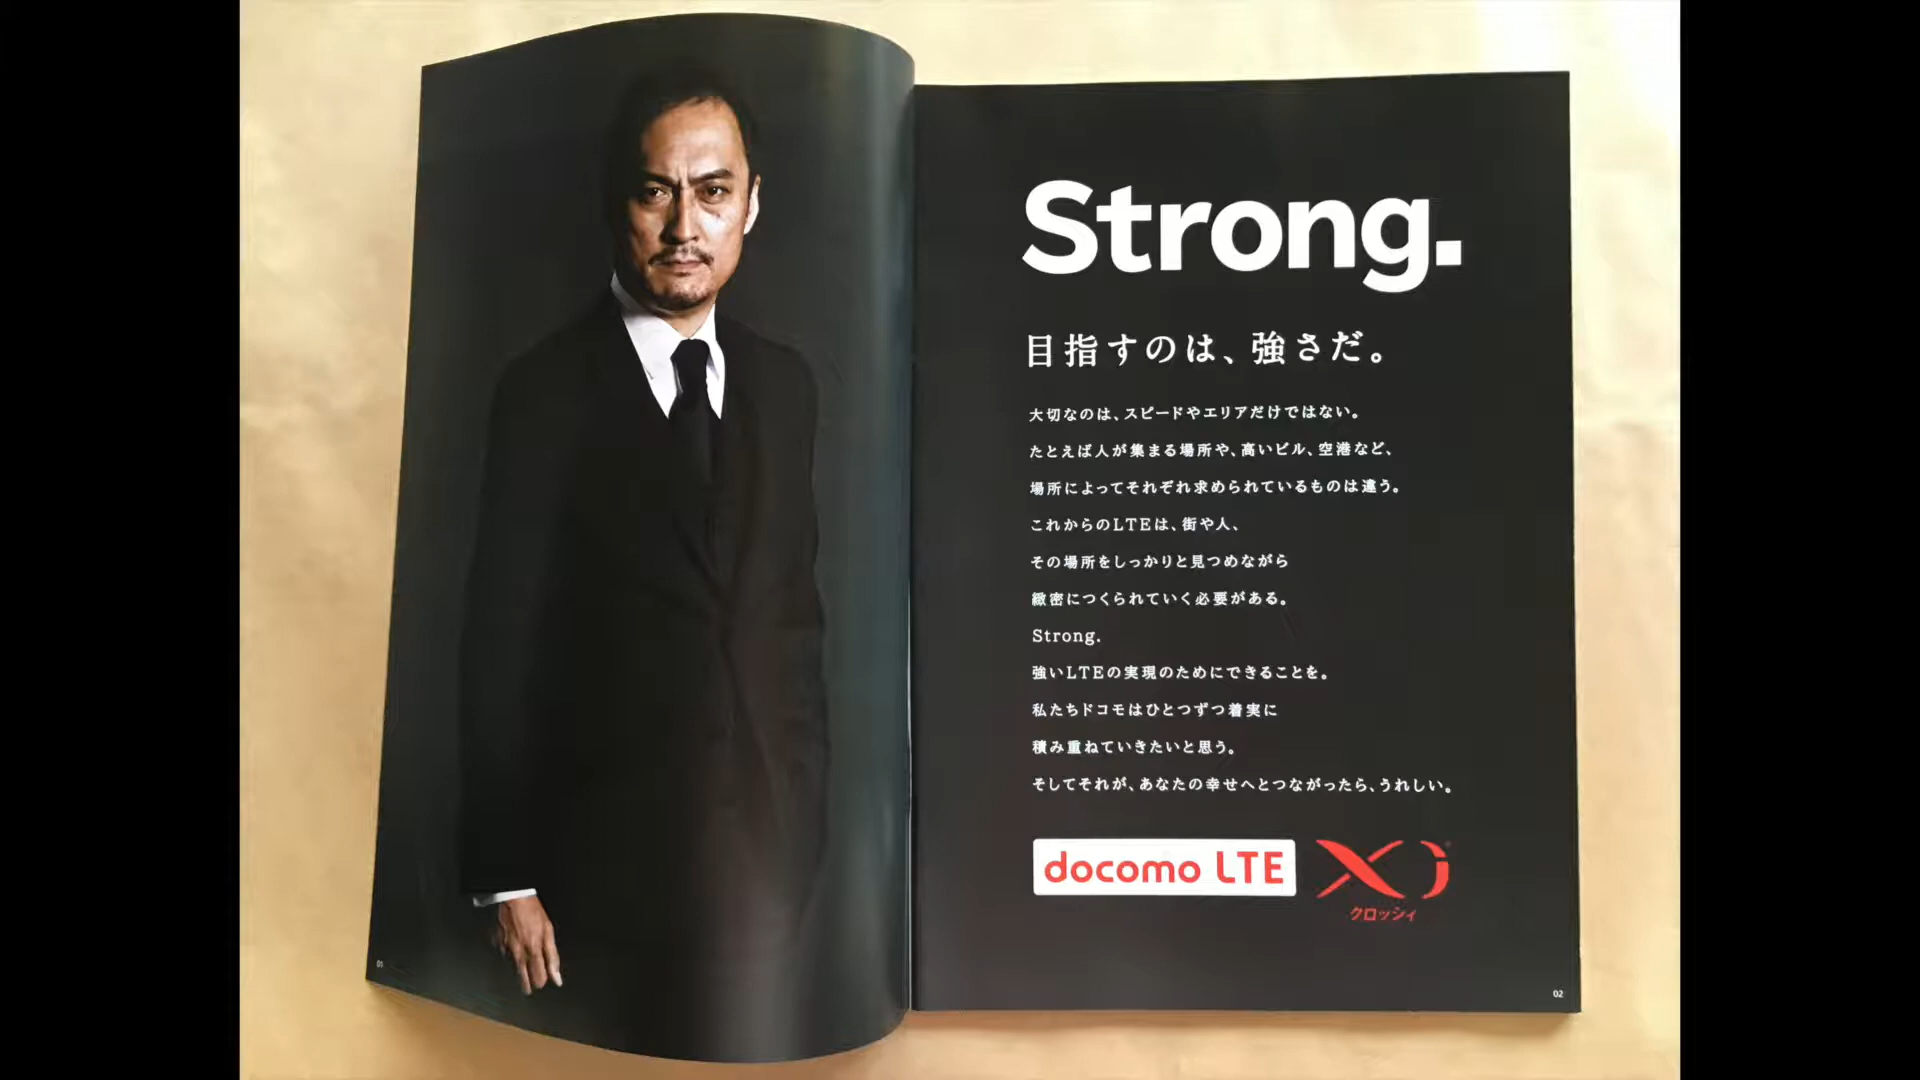 Strong.
目指すのは、強さだ。
大切なのは、スピードやエリアだけではない。
たとえば人が集まる場所や、高いビル、空港など、
場所によってそれぞれ求められているものは違う。
これからのLTEは、街や人、
その場所をしっかりと見つめながら
緻密につくられていく必要がある。
Strong.
強いLTEの実現のためにできることを。
私たちドコモはひとつずつ着実に
積み重ねていきたいと思う。
そしてそれが、あなたの幸せへとつながったら、うれしい。
docomo LTE Xi
クロッシィ
01
02